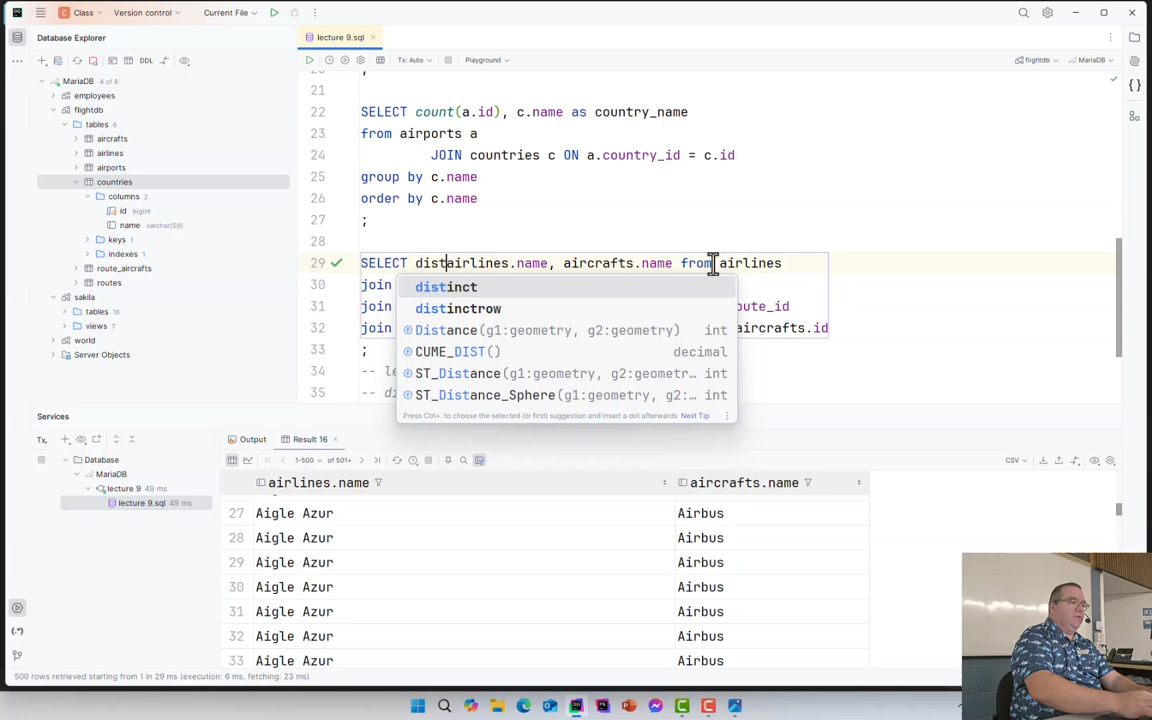 Class
Version control
Current File
Database Explorer
lecture 9.sql
DDL
Tx: Auto
Playground
flightdb
MariaDB
MariaDB 4 of 8
employees
flightdb
tables 6
aircrafts
airlines
airports
countries
columns 2
id bigint
name varchar(50)
keys 1
indexes 1
route_aircrafts
routes
sakila
tables 16
views 7
world
Server Objects
21
22 SELECT count(a.id), c.name as country_name
23 from airports a
24 JOIN countries c ON a.country_id = c.id
25 group by c.name
26 order by c.name
27 ;
28
29 SELECT distairlines.name, aircrafts.name from airlines
30 join
31 join
32 join aircrafts.id
33 ;
34
35
distinct
distinctrow
Distance(g1:geometry, g2:geometry) int
CUME_DIST() decimal
ST_Distance(g1:geometry, g2:geometr… int
ST_Distance_Sphere(g1:geometry, g2:… int
Press Ctrl+. to choose the selected (or first) suggestion and insert a dot afterwards Next Tip
Services
Tx
Database
MariaDB
lecture 9 49 ms
lecture 9.sql 49 ms
Output
Result 16
1-500 of 501+
CSV
airlines.name aircrafts.name
27 Aigle Azur Airbus
28 Aigle Azur Airbus
29 Aigle Azur Airbus
30 Aigle Azur Airbus
31 Aigle Azur Airbus
32 Aigle Azur Airbus
33 Aigle Azur Airbus
500 rows retrieved starting from 1 in 29 ms (execution: 6 ms, fetching: 23 ms)